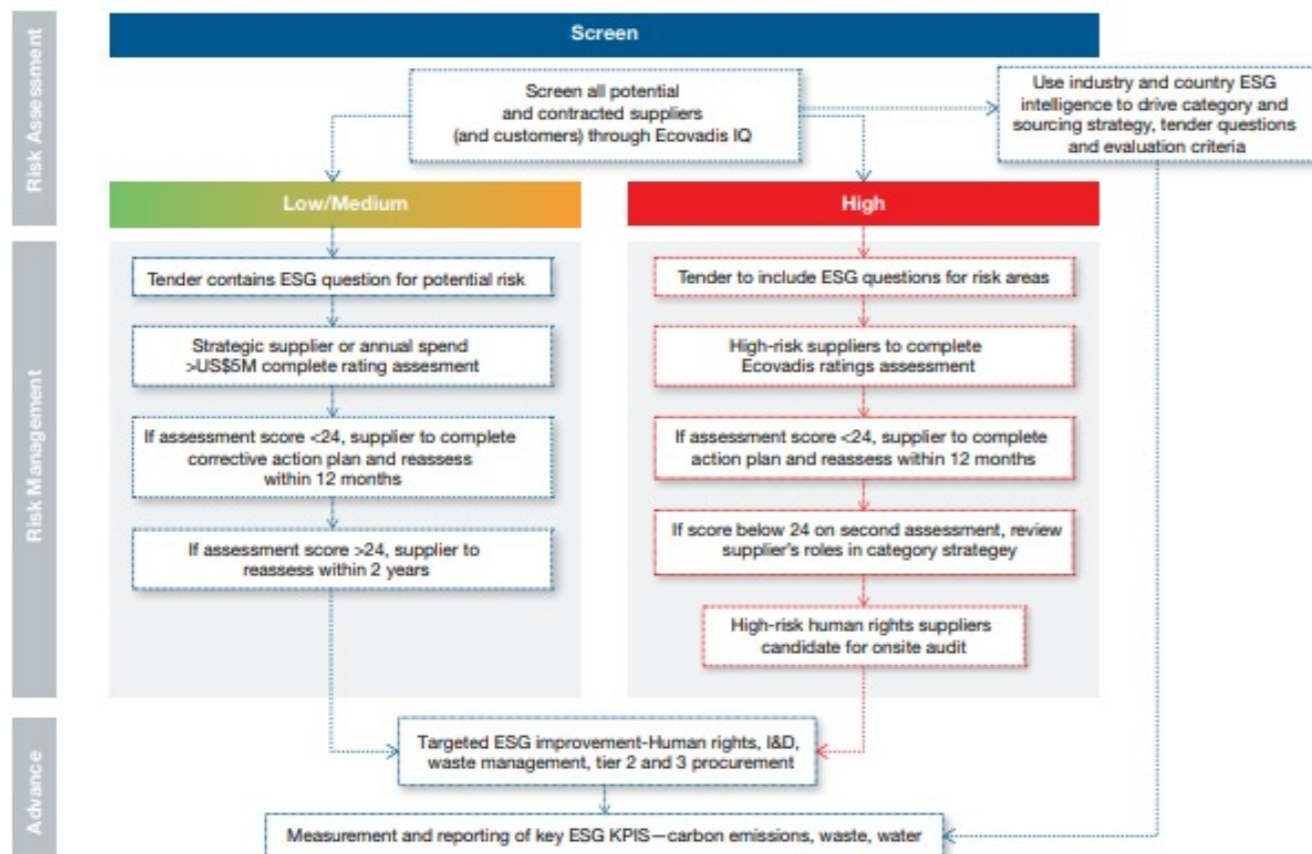 Risk Assessment
Screen
Screen all potential
and contracted suppliers
(and customers) through Ecovadis IQ
Use industry and country ESG
intelligence to drive category and
sourcing strategy, tender questions
and evaluation criteria
Low/Medium
High
Risk Management
Tender contains ESG question for potential risk
Strategic supplier or annual spend
>US$5M complete rating assesment
If assessment score <24, supplier to complete
corrective action plan and reassess
within 12 months
If assessment score >24, supplier to
reassess within 2 years
Tender to include ESG questions for risk areas
High-risk suppliers to complete
Ecovadis ratings assessment
If assessment score <24, supplier to complete
action plan and reassess within 12 months
If score below 24 on second assessment, review
supplier's roles in category strategey
High-risk human rights suppliers
candidate for onsite audit
Advance
Targeted ESG improvement-Human rights, I&D,
waste management, tier 2 and 3 procurement
Measurement and reporting of key ESG KPIS—carbon emissions, waste, water